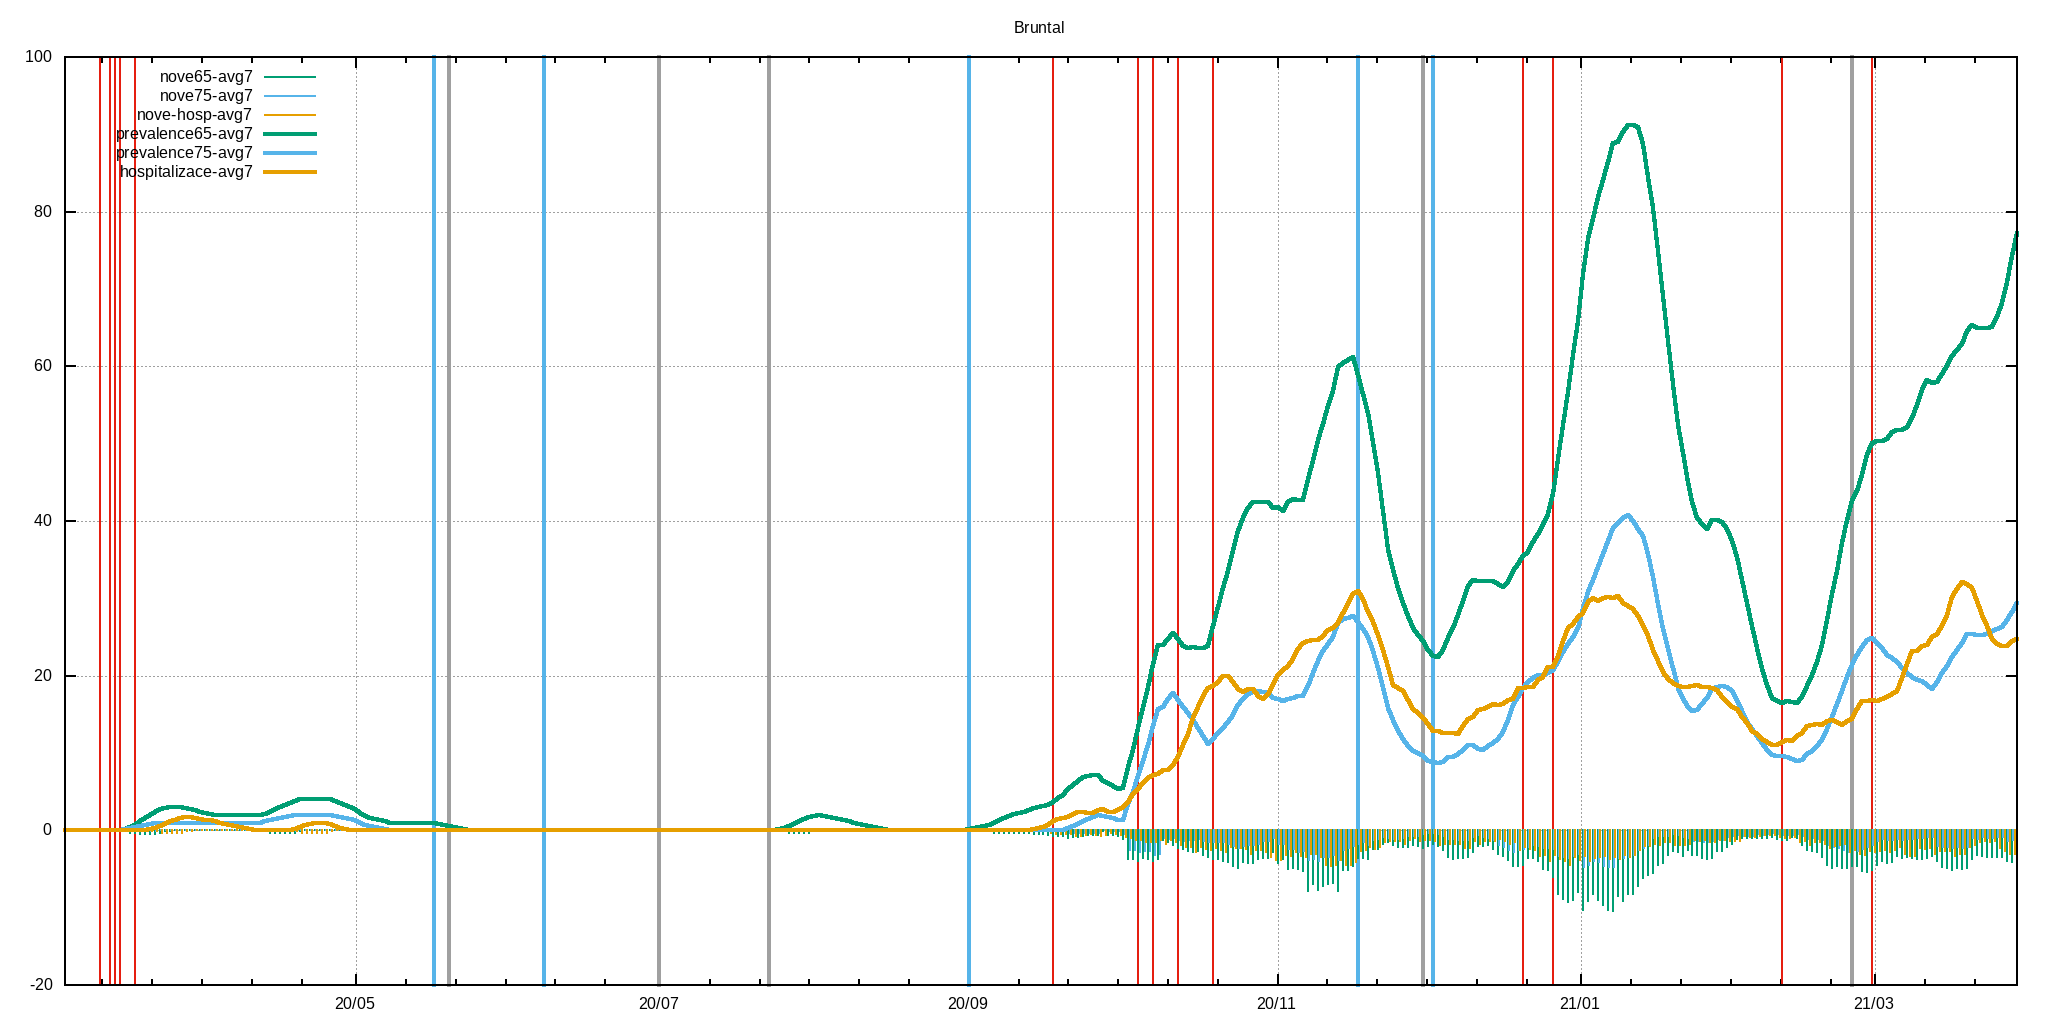 Bruntal
100
80
60
40
20
0
-20
nove65-avg7
nove75-avg7
nove-hosp-avg7
prevalence65-avg7
prevalence75-avg7
hospitalizace-avg7
20/05
20/07
20/09
20/11
21/01
21/03